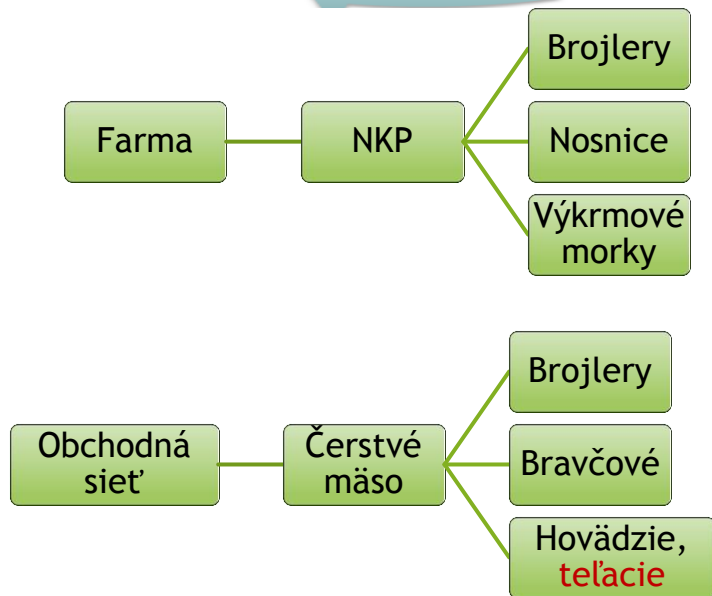 Farma
NKP
Brojlery
Nosnice
Výkrmové
morky
Obchodná
sieť
Čerstvé
mäso
Brojlery
Bravčové
Hovädzie,
teľacie